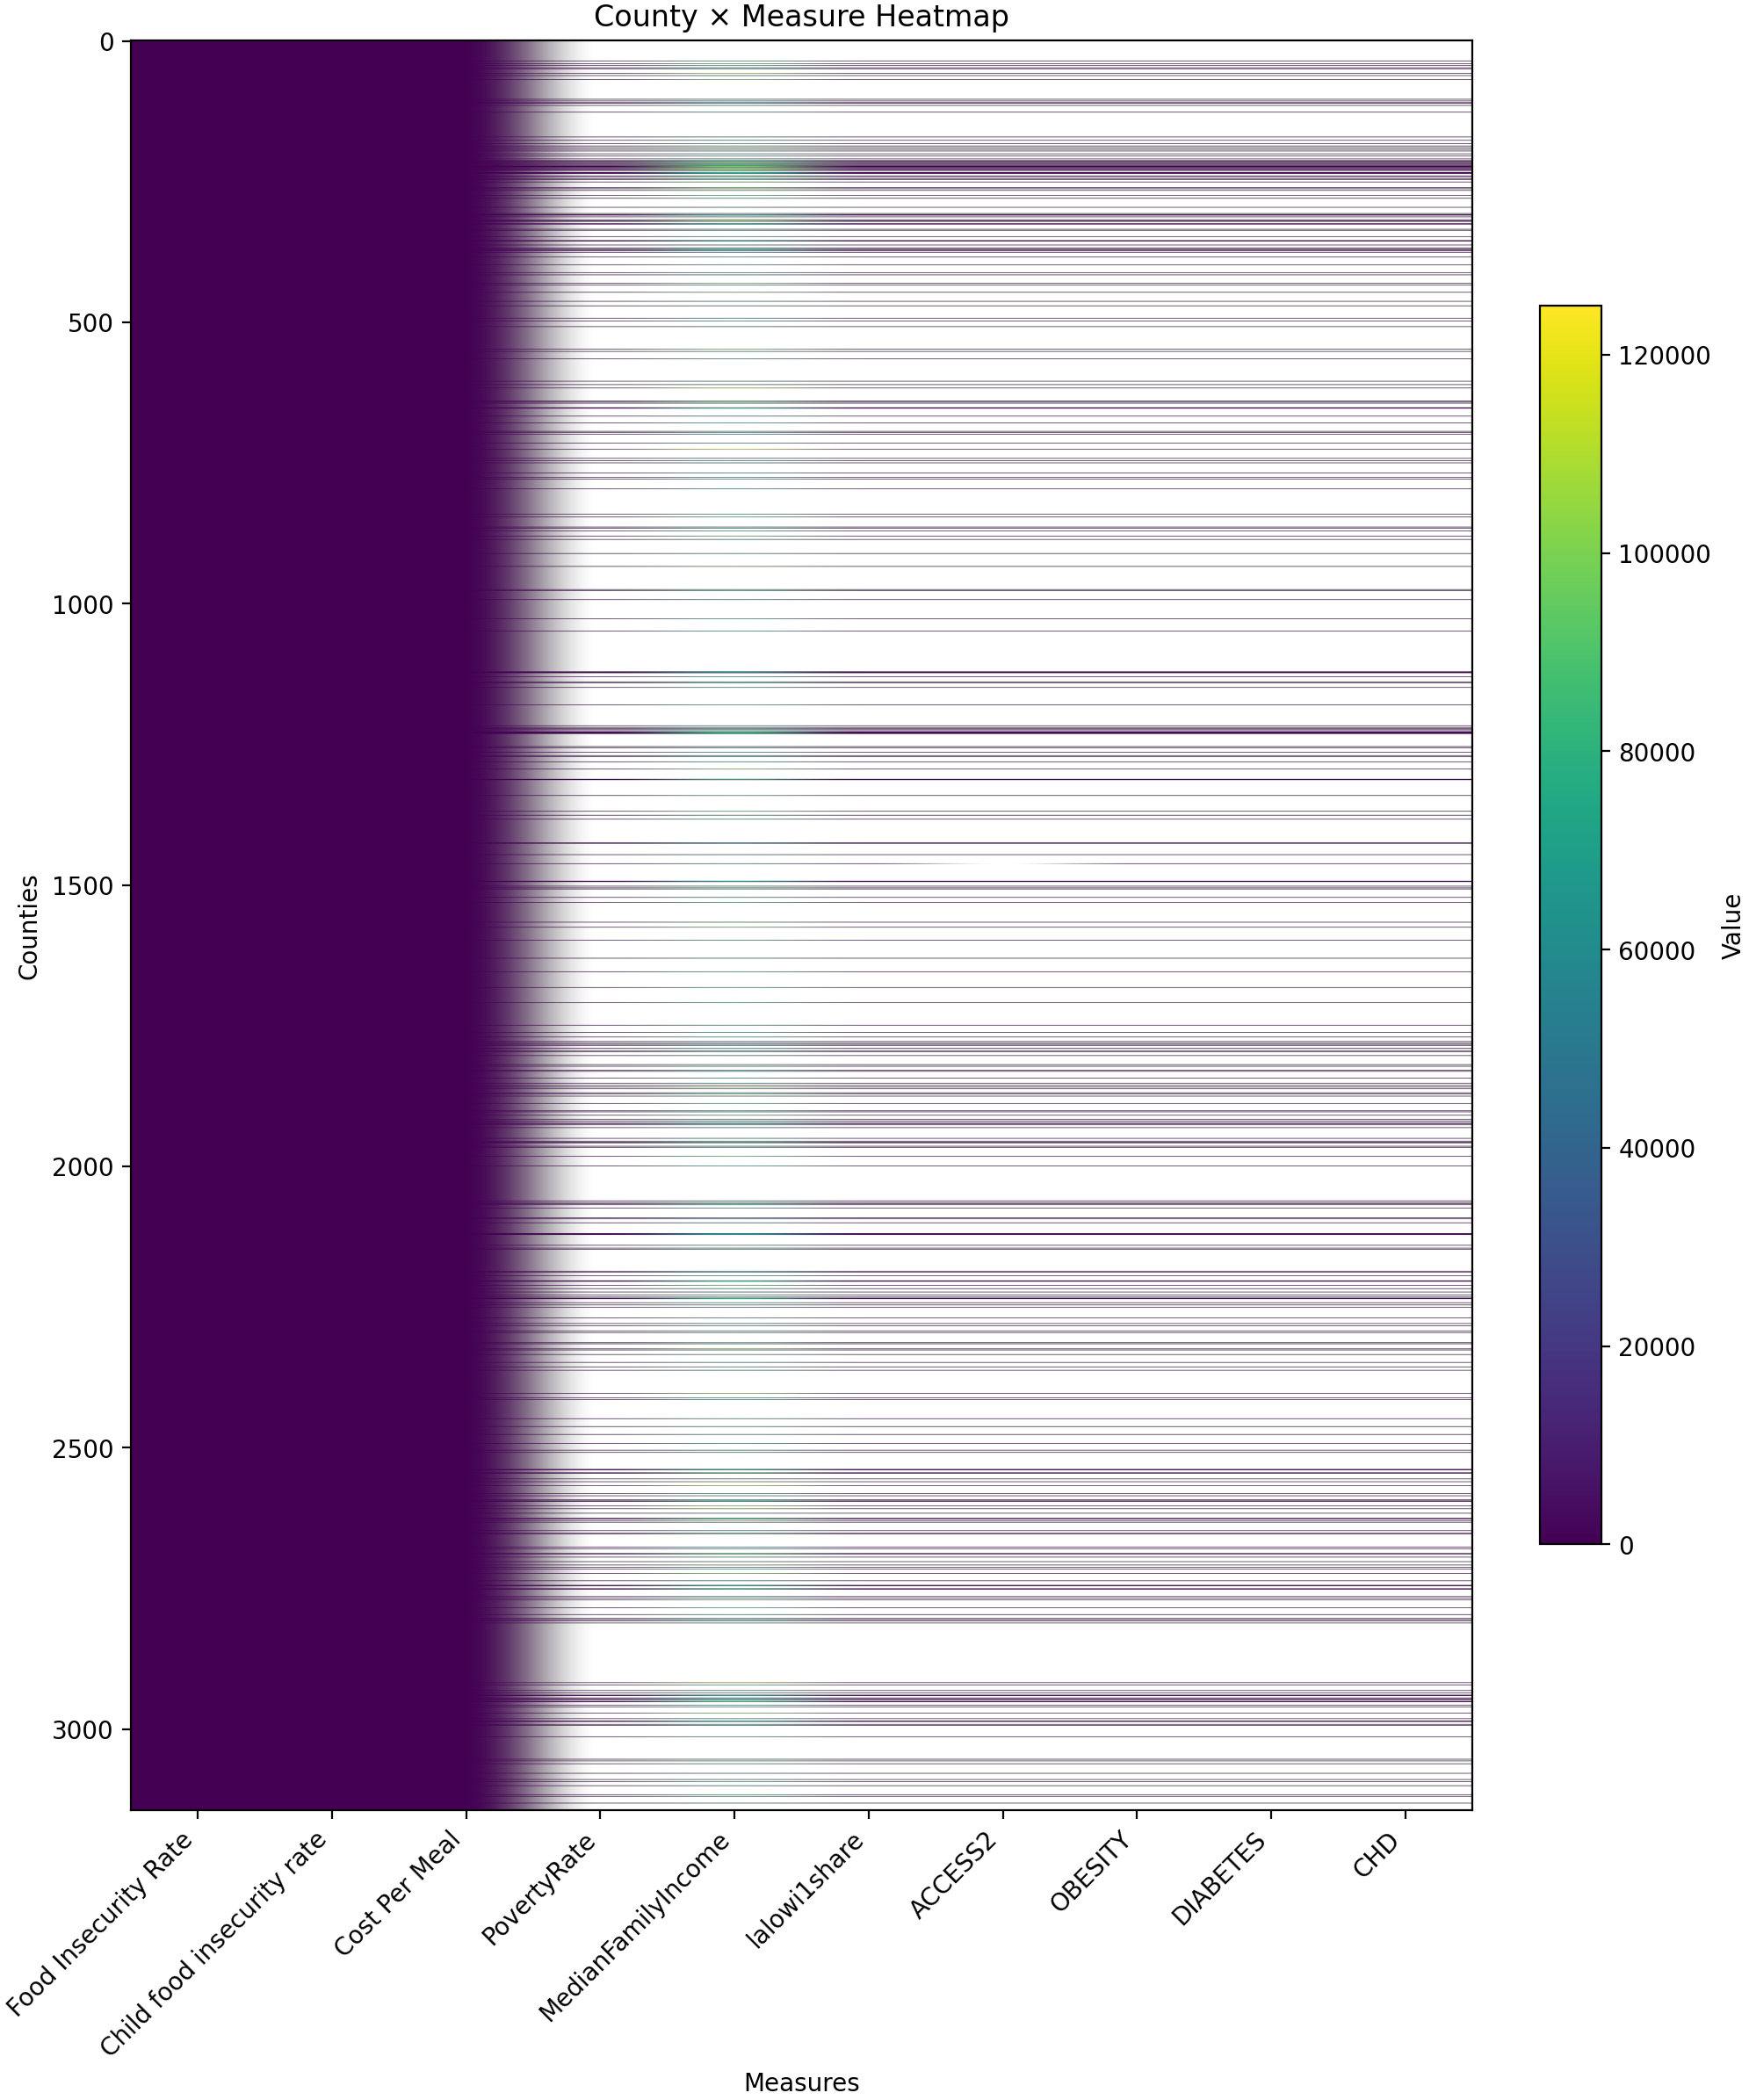 County × Measure Heatmap
0
500
1000
1500
2000
2500
3000
Counties
Food Insecurity Rate
Child food insecurity rate
Cost Per Meal
PovertyRate
MedianFamilyIncome
lalowi1share
ACCESS2
OBESITY
DIABETES
CHD
Measures
120000
100000
80000
60000
40000
20000
0
Value